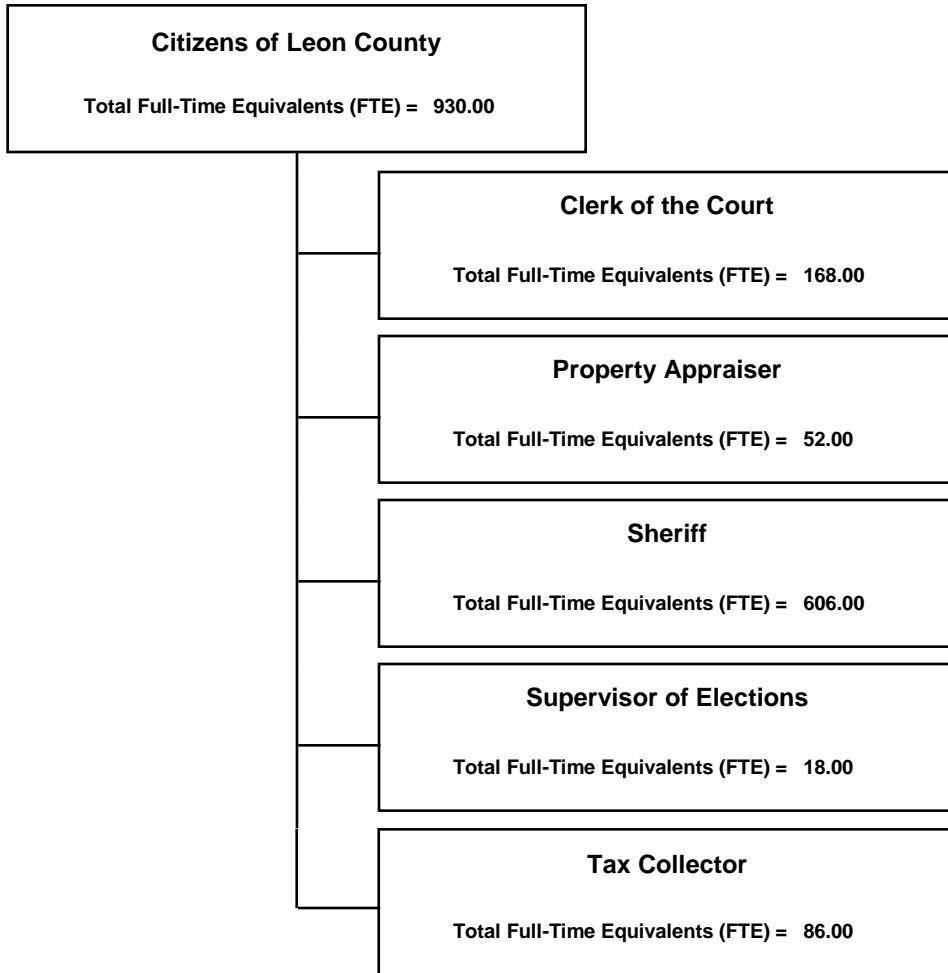 Citizens of Leon County
Total Full-Time Equivalents (FTE) = 930.00
Clerk of the Court
Total Full-Time Equivalents (FTE) = 168.00
Property Appraiser
Total Full-Time Equivalents (FTE) = 52.00
Sheriff
Total Full-Time Equivalents (FTE) = 606.00
Supervisor of Elections
Total Full-Time Equivalents (FTE) = 18.00
Tax Collector
Total Full-Time Equivalents (FTE) = 86.00